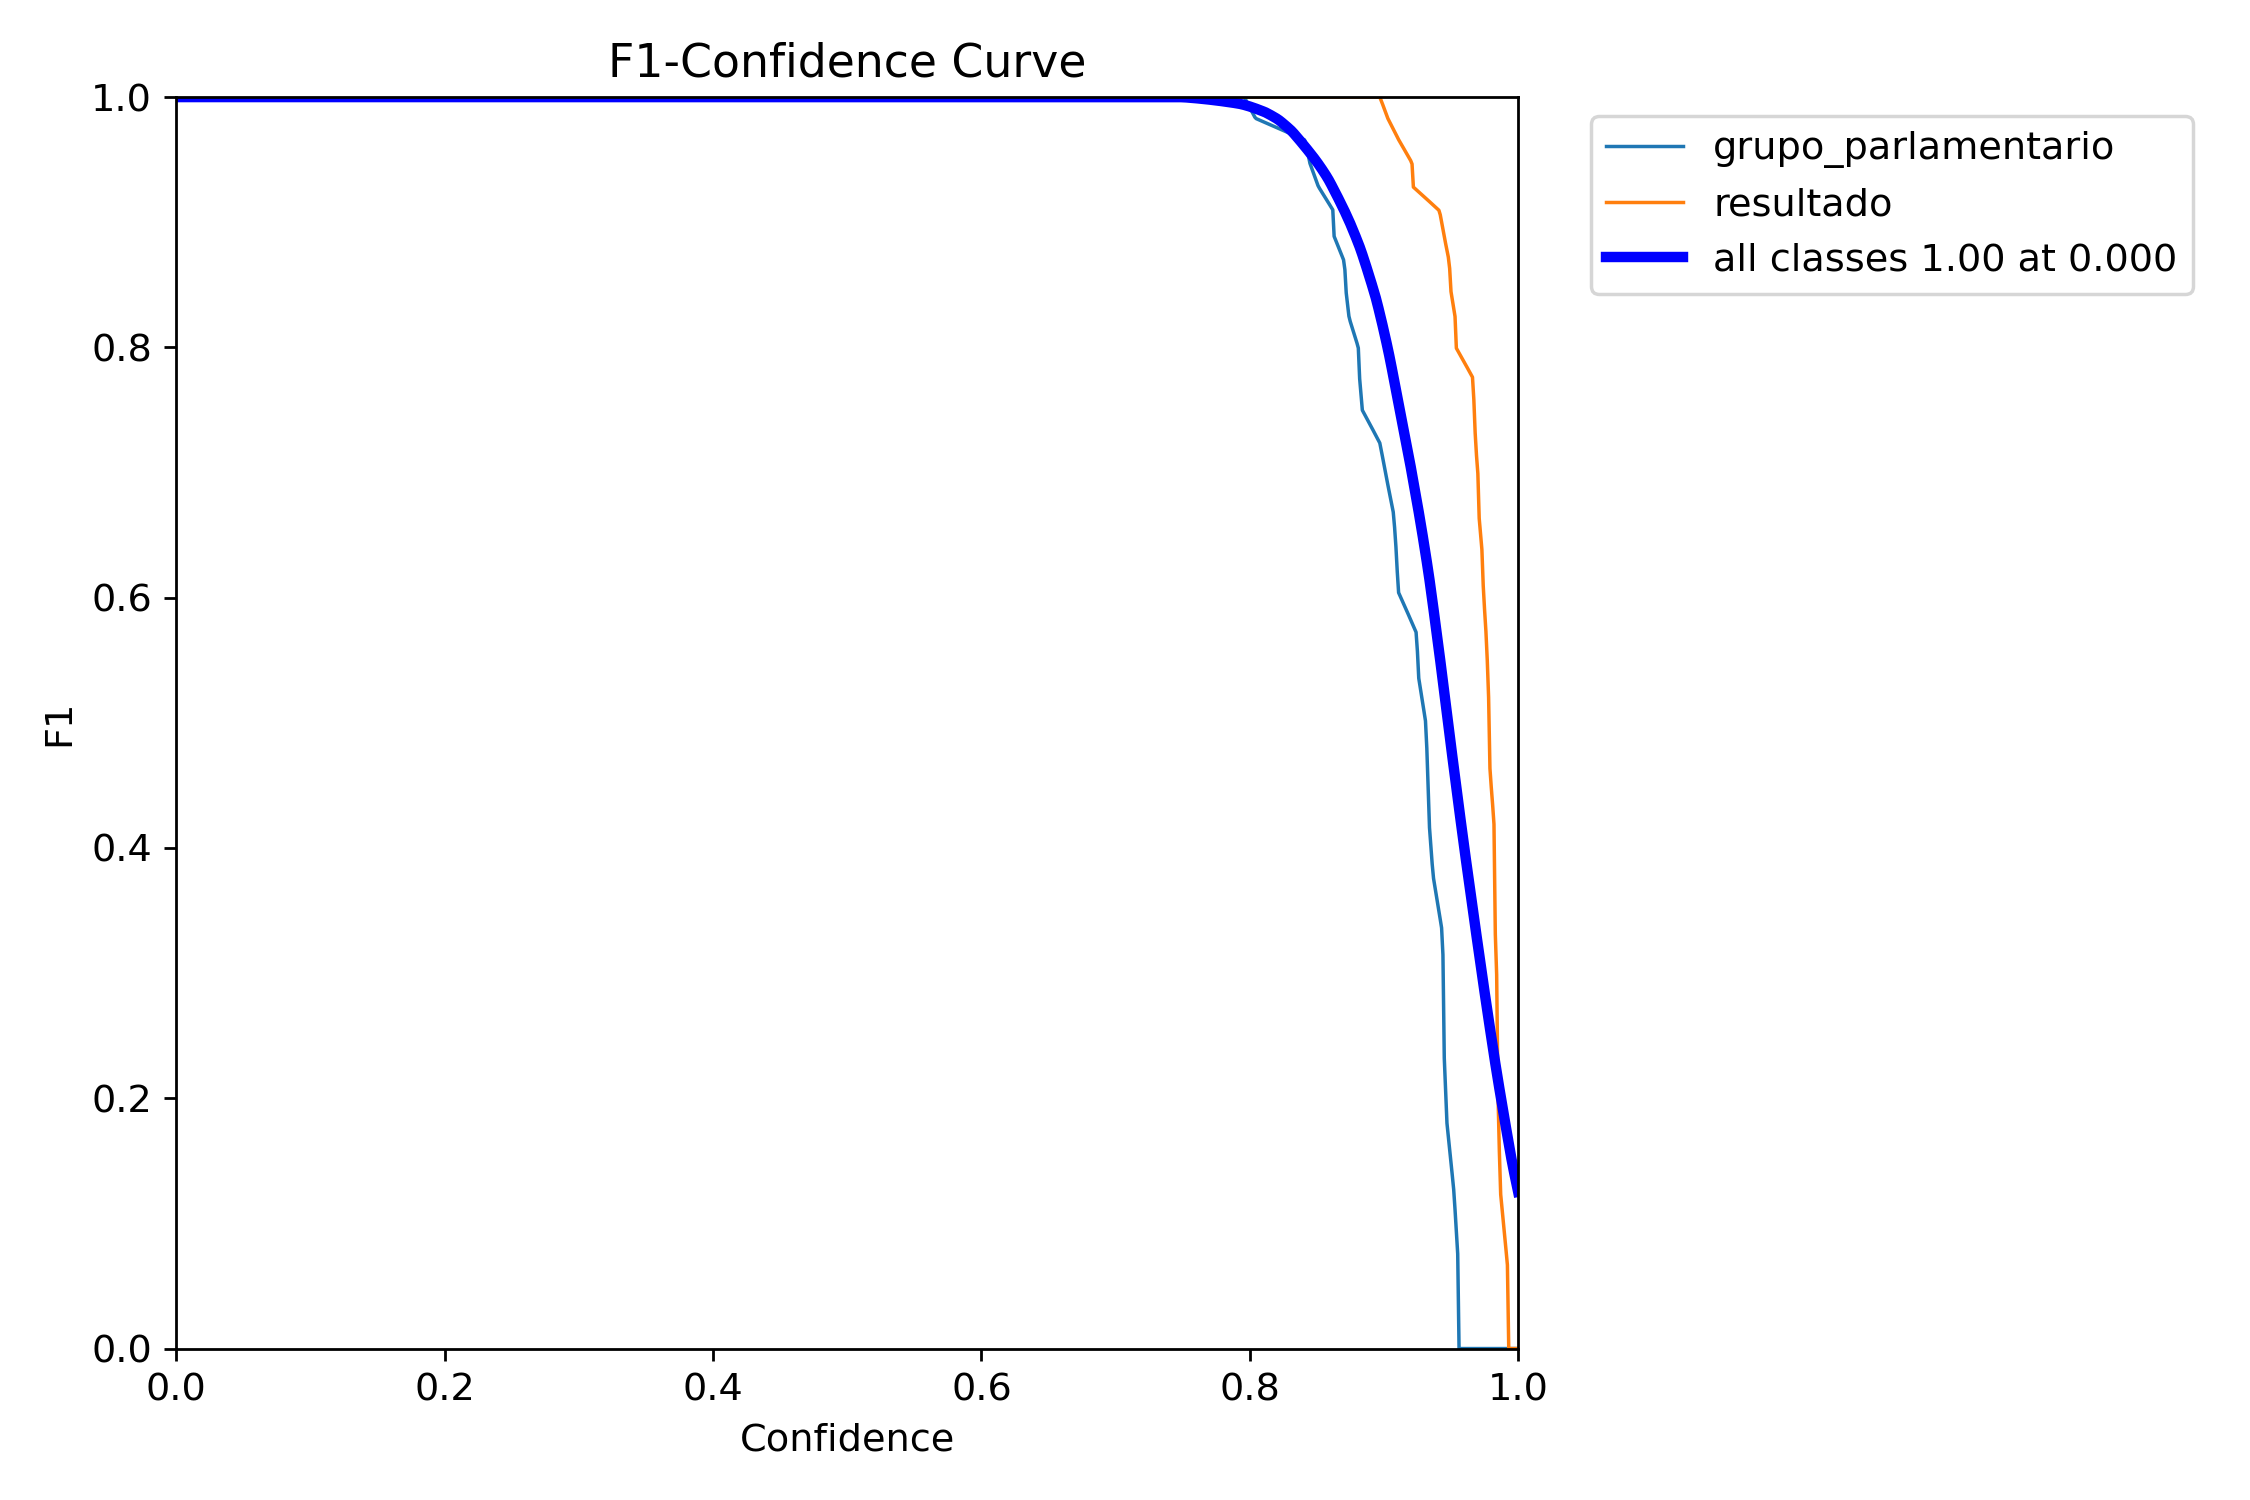 F1-Confidence Curve
1.0
0.8
0.6
0.4
0.2
0.0
F1
0.0 0.2 0.4 0.6 0.8 1.0
Confidence
grupo_parlamentario
resultado
all classes 1.00 at 0.000